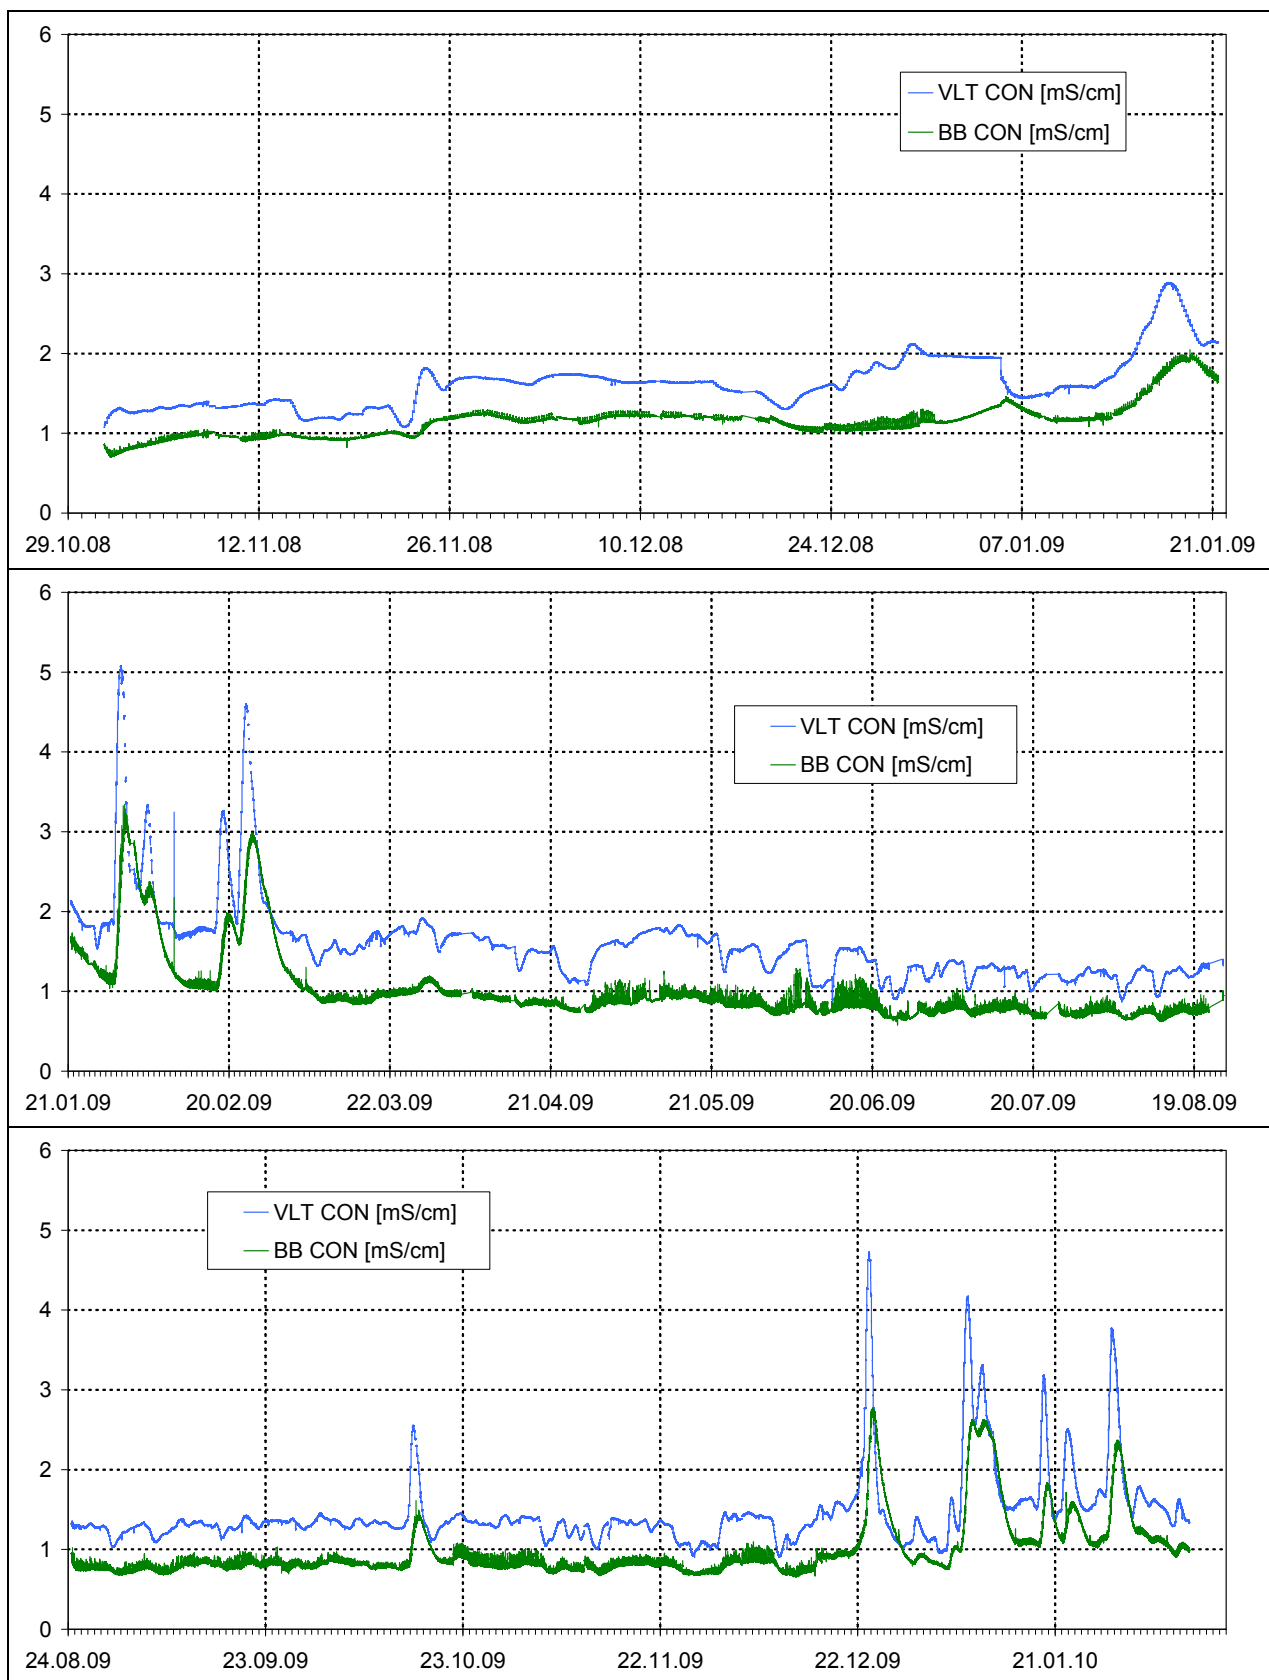 6
VLT CON [mS/cm]
5
BB CON [mS/cm]
4
3
2
1
0
29.10.08 12.11.08 26.11.08 10.12.08 24.12.08 07.01.09 21.01.09
6
5
VLT CON [mS/cm]
4
BB CON [mS/cm]
3
2
1
0
21.01.09 20.02.09 22.03.09 21.04.09 21.05.09 20.06.09 20.07.09 19.08.09
6
VLT CON [mS/cm]
5
BB CON [mS/cm]
4
3
2
1
0
24.08.09 23.09.09 23.10.09 22.11.09 22.12.09 21.01.10